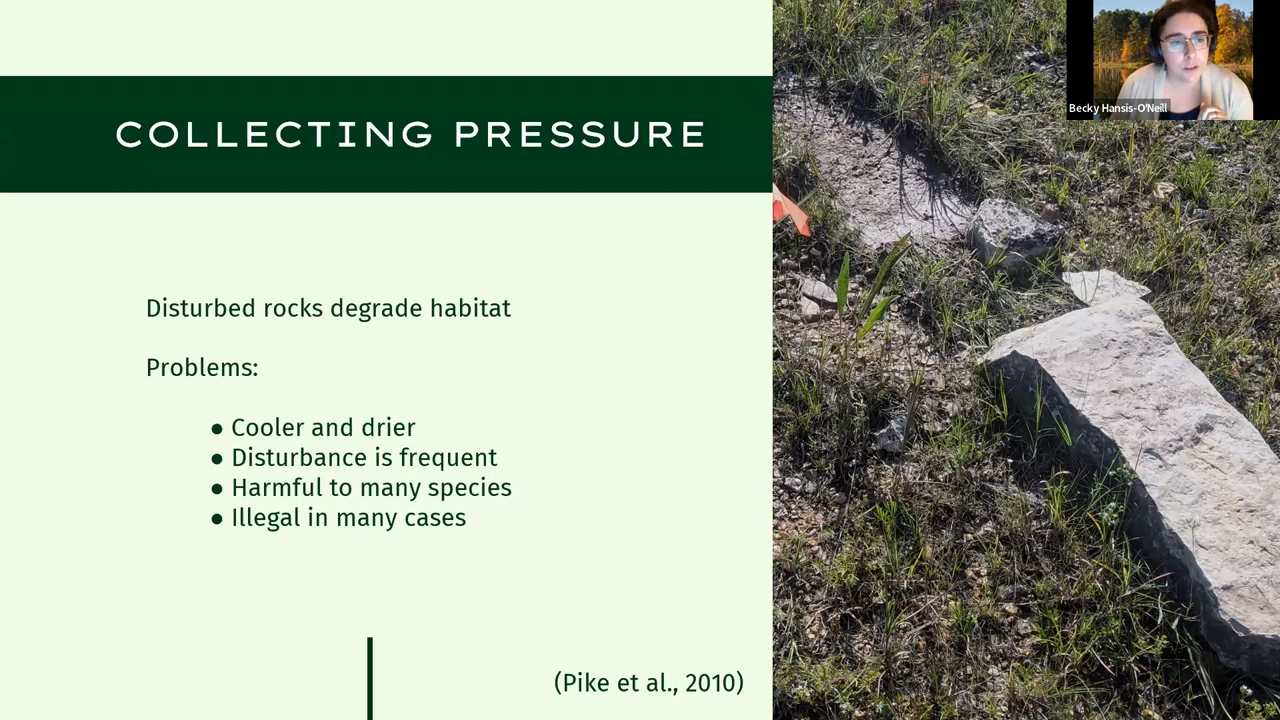 COLLECTING PRESSURE
Becky Hansis-O'Neill
Disturbed rocks degrade habitat
Problems:
● Cooler and drier
● Disturbance is frequent
● Harmful to many species
● Illegal in many cases
(Pike et al., 2010)